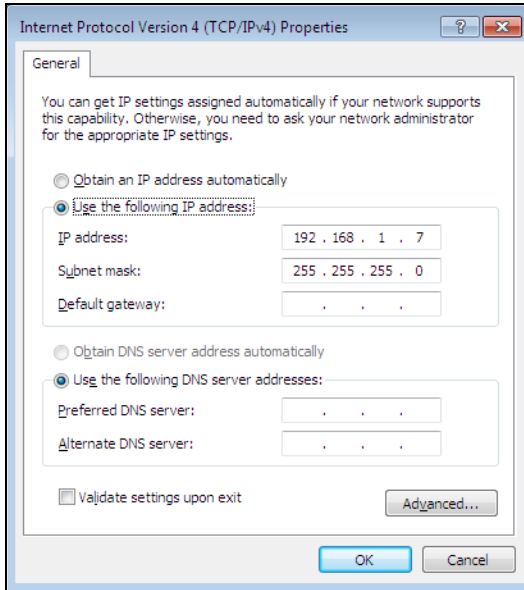 Internet Protocol Version 4 (TCP/IPv4) Properties
General
You can get IP settings assigned automatically if your network supports
this capability. Otherwise, you need to ask your network administrator
for the appropriate IP settings.
Obtain an IP address automatically
Use the following IP address:
IP address: 192 . 168 . 1 . 7
Subnet mask: 255 . 255 . 255 . 0
Default gateway: . . .
Obtain DNS server address automatically
Use the following DNS server addresses:
Preferred DNS server: . . .
Alternate DNS server: . . .
Validate settings upon exit
Advanced...
OK Cancel